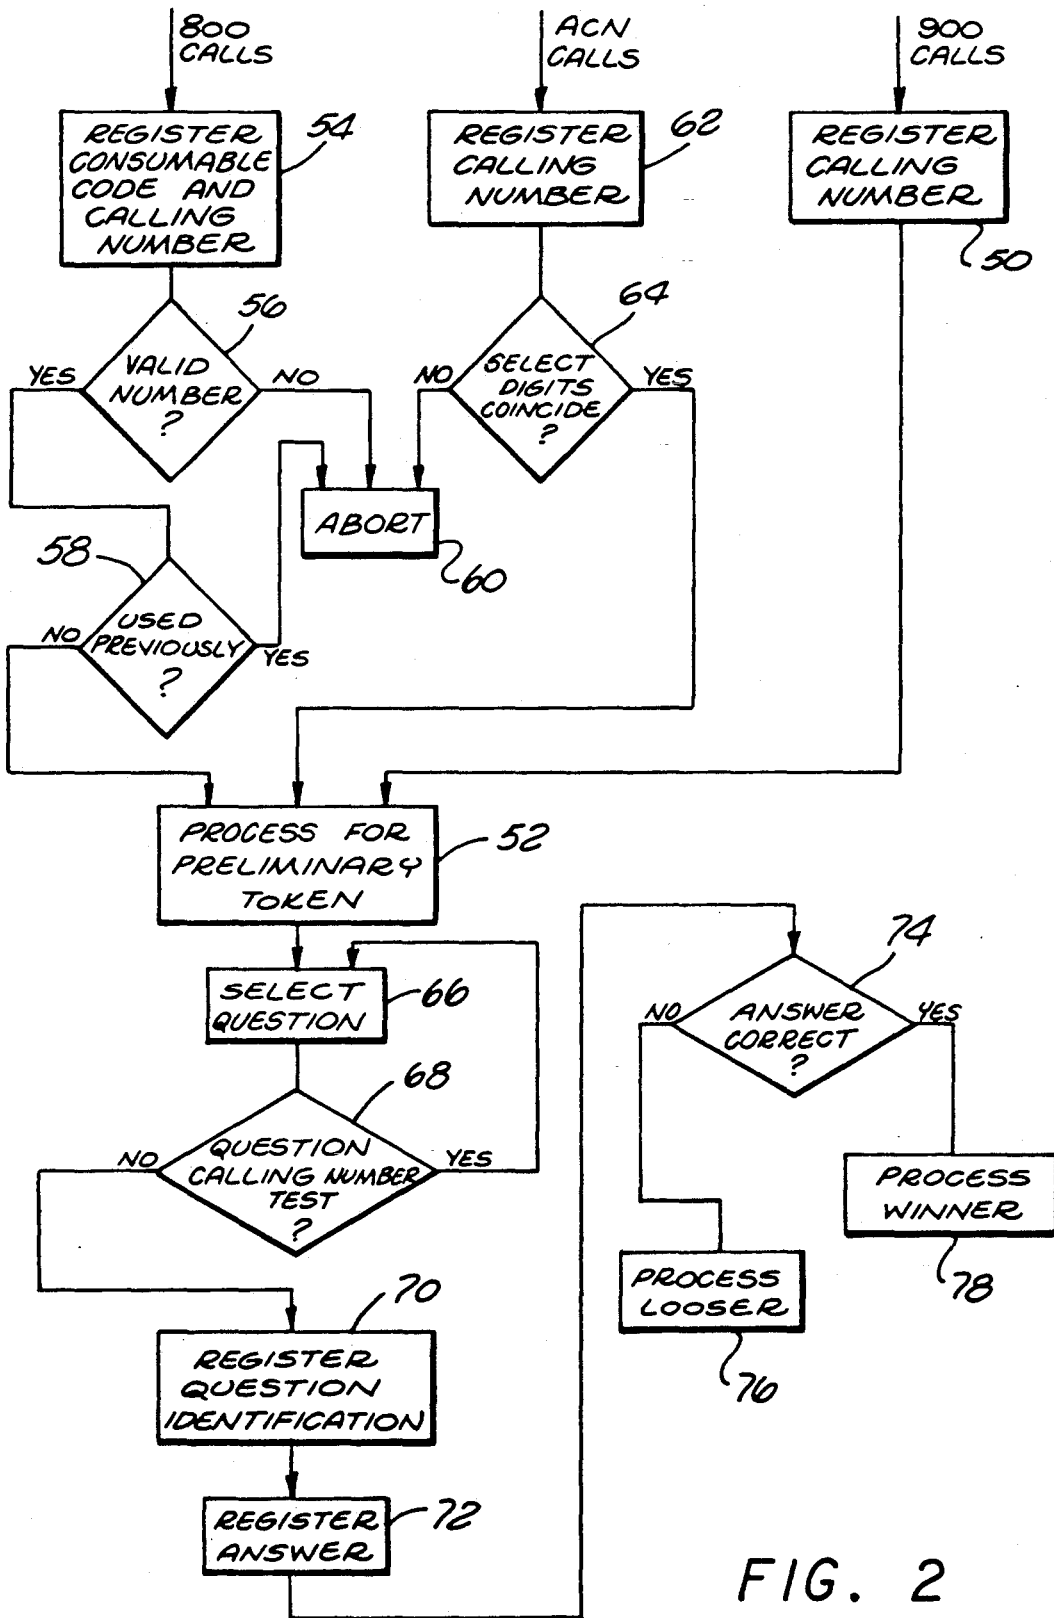 800
CALLS
ACN
CALLS
900
CALLS
REGISTER
CONSUMABLE
CODE AND
CALLING
NUMBER
54
REGISTER
CALLING
NUMBER
62
REGISTER
CALLING
NUMBER
50
VALID
NUMBER
?
56
YES
NO
SELECT
DIGITS
COINCIDE
?
64
NO
YES
ABORT
60
USED
PREVIOUSLY
?
58
NO
YES
PROCESS FOR
PRELIMINARY
TOKEN
52
SELECT
QUESTION
66
QUESTION
CALLING NUMBER
TEST
?
68
NO
YES
REGISTER
QUESTION
IDENTIFICATION
70
REGISTER
ANSWER
72
ANSWER
CORRECT
?
74
NO
YES
PROCESS
WINNER
78
PROCESS
LOOSER
76
FIG. 2